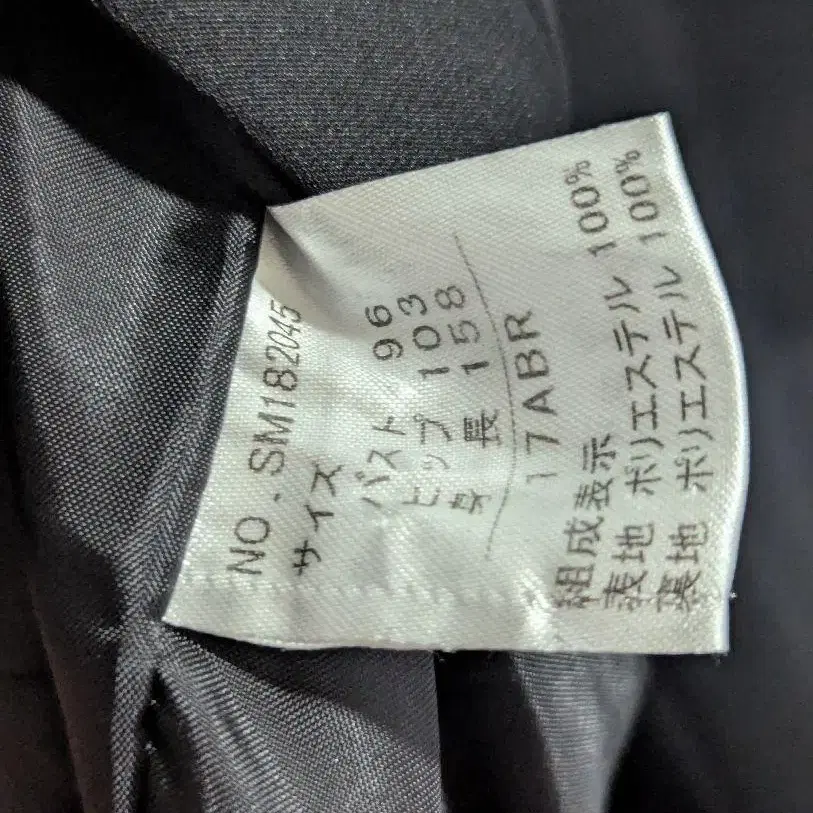 NO.SM182045
サイズ
バスト 96
ヒップ 103
身長 158
17ABR
組成表示
表地 ポリエステル 100%
裏地 ポリエステル 100%